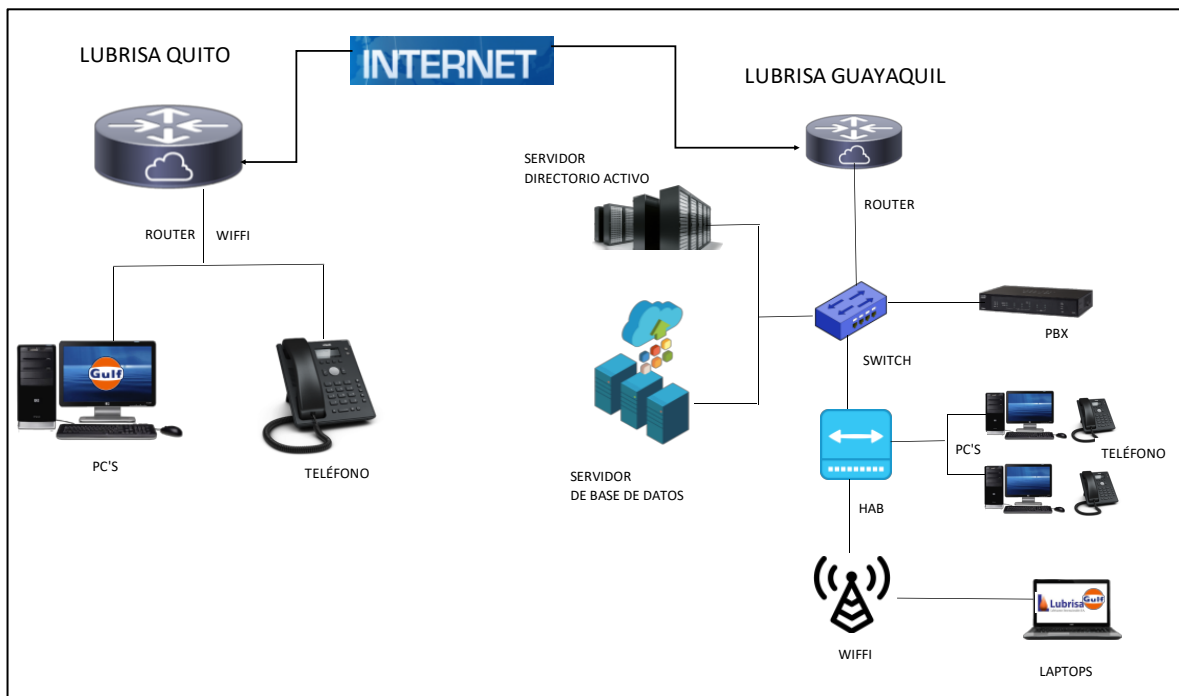 LUBRISA QUITO
INTERNET
LUBRISA GUAYAQUIL
SERVIDOR
DIRECTORIO ACTIVO
ROUTER
ROUTER
WIFFI
PBX
SWITCH
Gulf
PC'S
TELÉFONO
PC'S
TELÉFONO
SERVIDOR
DE BASE DE DATOS
HAB
Lubrisa
Gulf
WIFFI
LAPTOPS